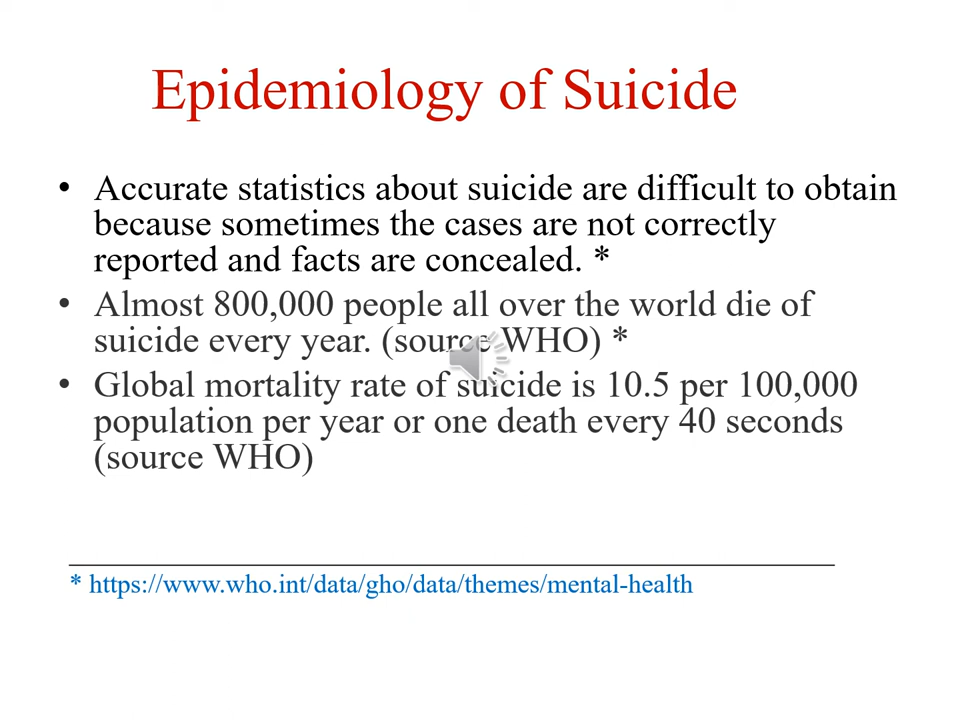 Epidemiology of Suicide
• Accurate statistics about suicide are difficult to obtain
because sometimes the cases are not correctly
reported and facts are concealed. *
• Almost 800,000 people all over the world die of
suicide every year. (source WHO) *
• Global mortality rate of suicide is 10.5 per 100,000
population per year or one death every 40 seconds
(source WHO)
* https://www.who.int/data/gho/data/themes/mental-health